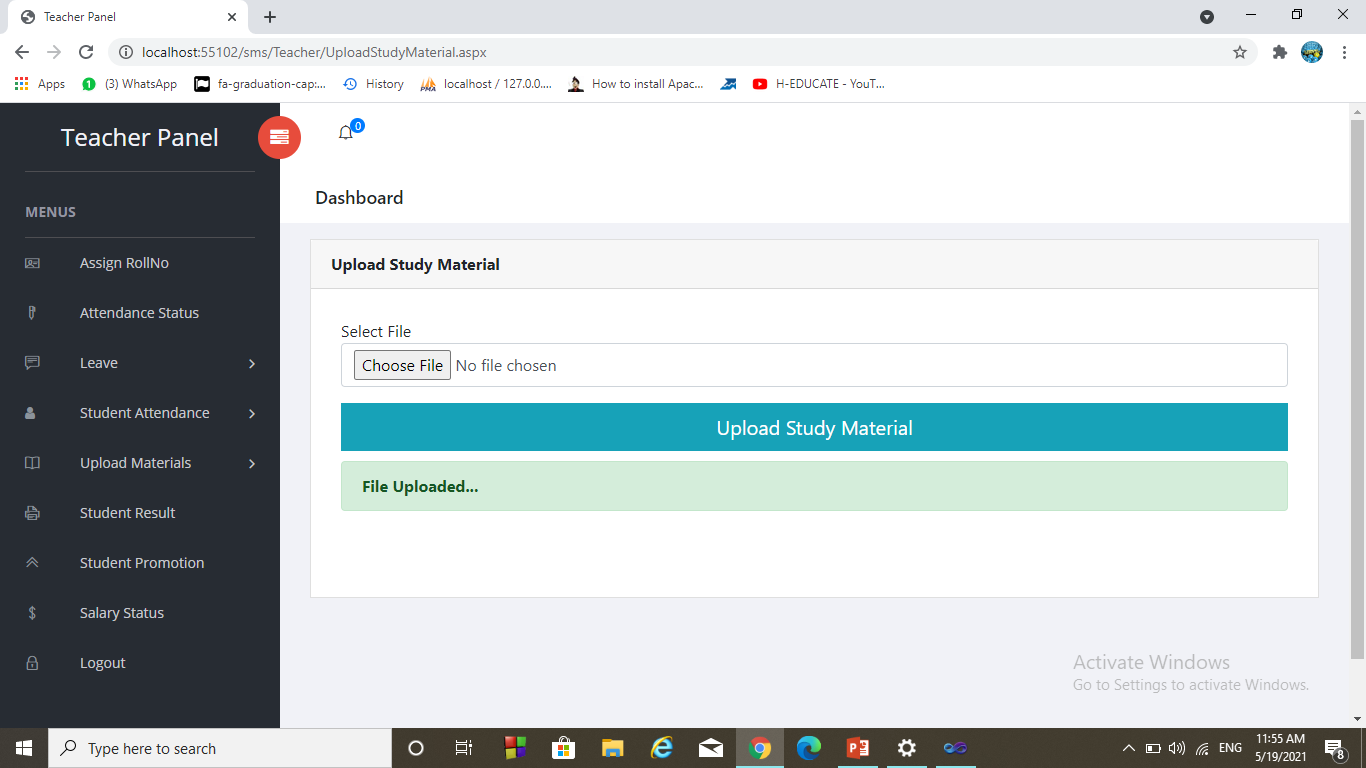 Teacher Panel
localhost:55102/sms/Teacher/UploadStudyMaterial.aspx
Apps
1
(3) WhatsApp
fa-graduation-cap:...
History
PMA
localhost / 127.0.0....
How to install Apac...
H-EDUCATE - YouT...
Teacher Panel
0
Dashboard
MENUS
Assign RollNo
Attendance Status
Leave
Student Attendance
Upload Materials
Student Result
Student Promotion
Salary Status
Logout
Upload Study Material
Select File
Choose File No file chosen
Upload Study Material
File Uploaded...
Activate Windows
Go to Settings to activate Windows.
Type here to search
ENG
11:55 AM
5/19/2021
8